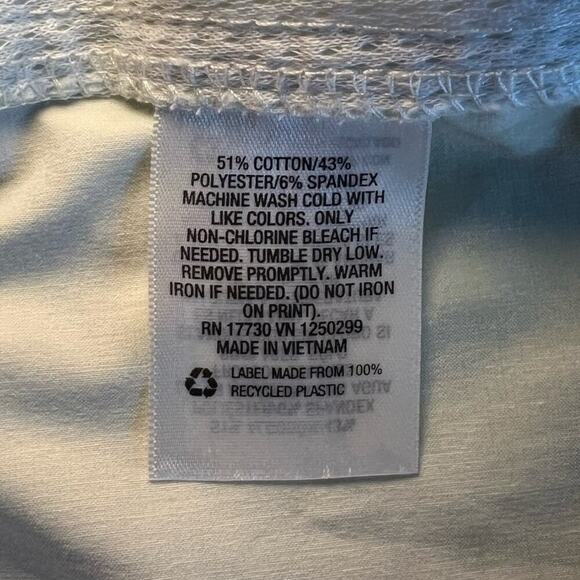 51% COTTON/43%
POLYESTER/6% SPANDEX
MACHINE WASH COLD WITH
LIKE COLORS. ONLY
NON-CHLORINE BLEACH IF
NEEDED. TUMBLE DRY LOW.
REMOVE PROMPTLY. WARM
IRON IF NEEDED. (DO NOT IRON
ON PRINT).
RN 17730 VN 1250299
MADE IN VIETNAM
LABEL MADE FROM 100%
RECYCLED PLASTIC